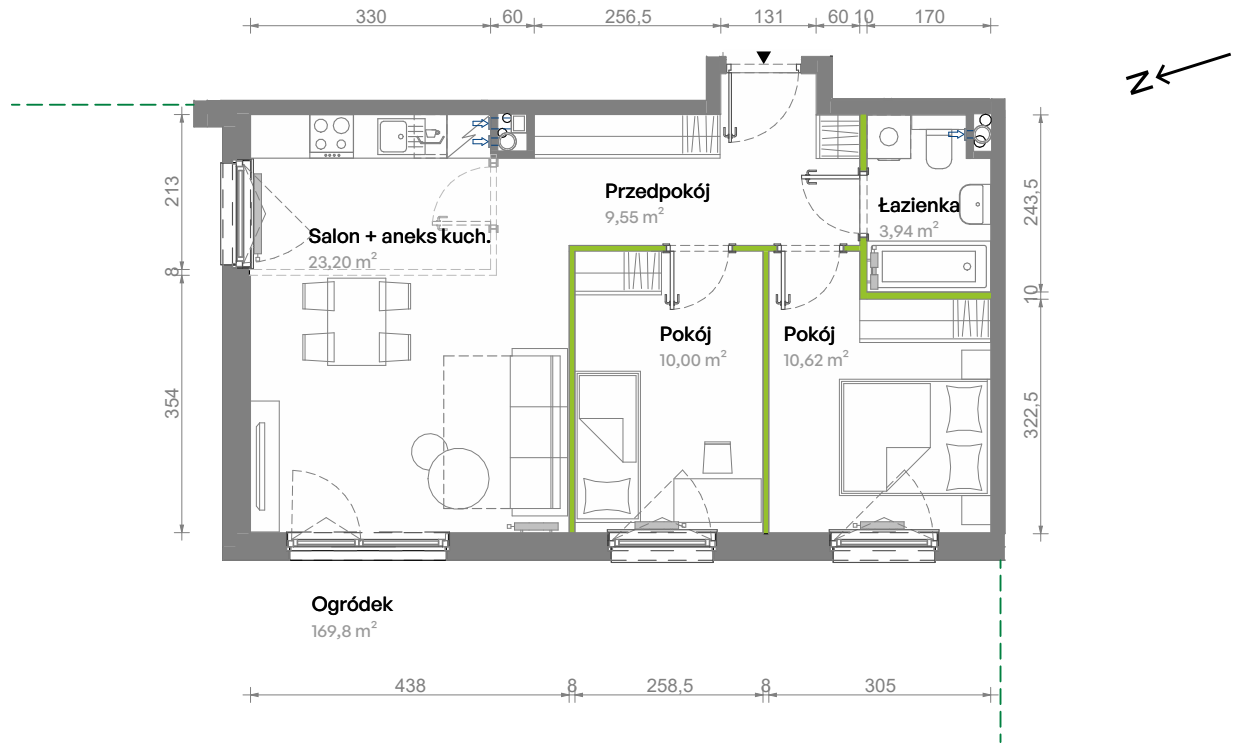 330 60 256,5 131 60 10 170
N
213
8
354
243,5
10
322,5
Przedpokój
9,55 m²
Łazienka
3,94 m²
Salon + aneks kuch.
23,20 m²
Pokój
10,00 m²
Pokój
10,62 m²
Ogródek
169,8 m²
438 8 258,5 8 305